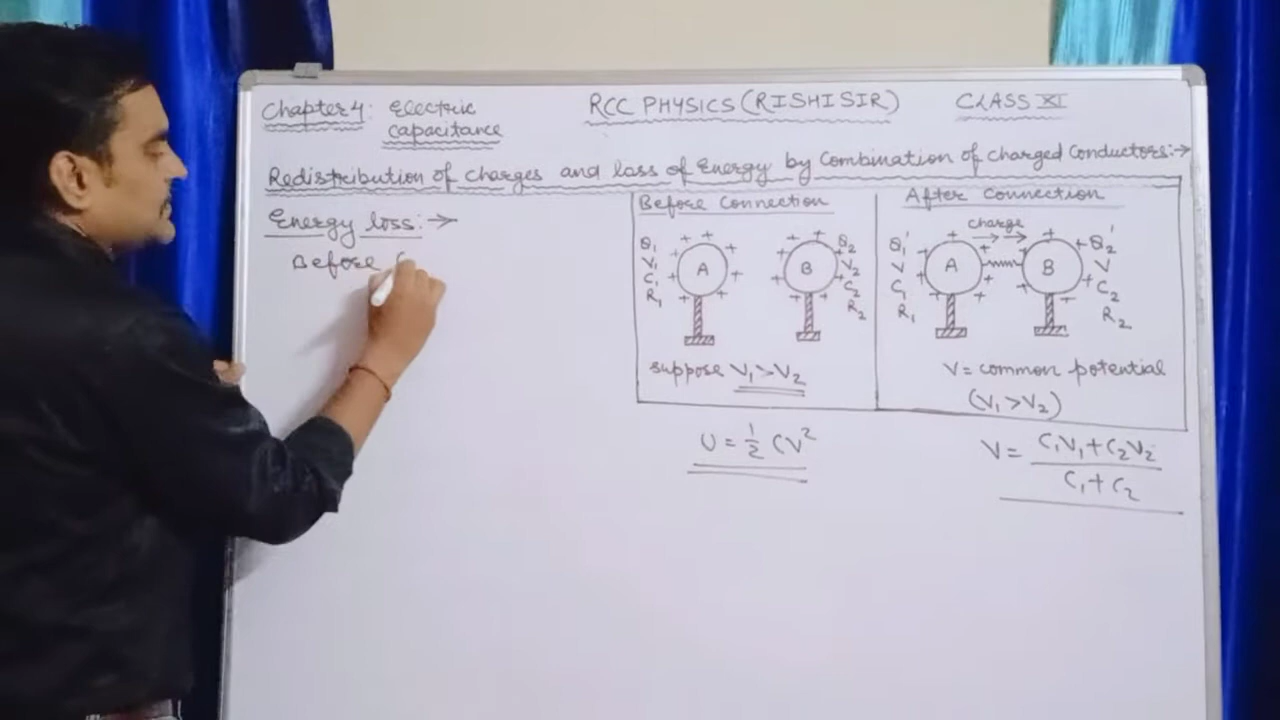 Chapter 4: Electric capacitance
RCC PHYSICS (RISHI SIR)
CLASS XI
Redistribution of charges and loss of Energy by Combination of charged Conductors:→
Energy loss:→
Before C
Before Connection
Q₁
V₁
C₁
R₁
A
B
Q₂
V₂
C₂
R₂
suppose V₁>V₂
After connection
charge
Q₁'
V
C₁
R₁
A
B
Q₂'
V
C₂
R₂
V = common potential
(V₁ > V₂)
U = 1/2 CV²
V = C₁V₁+C₂V₂ / C₁+C₂